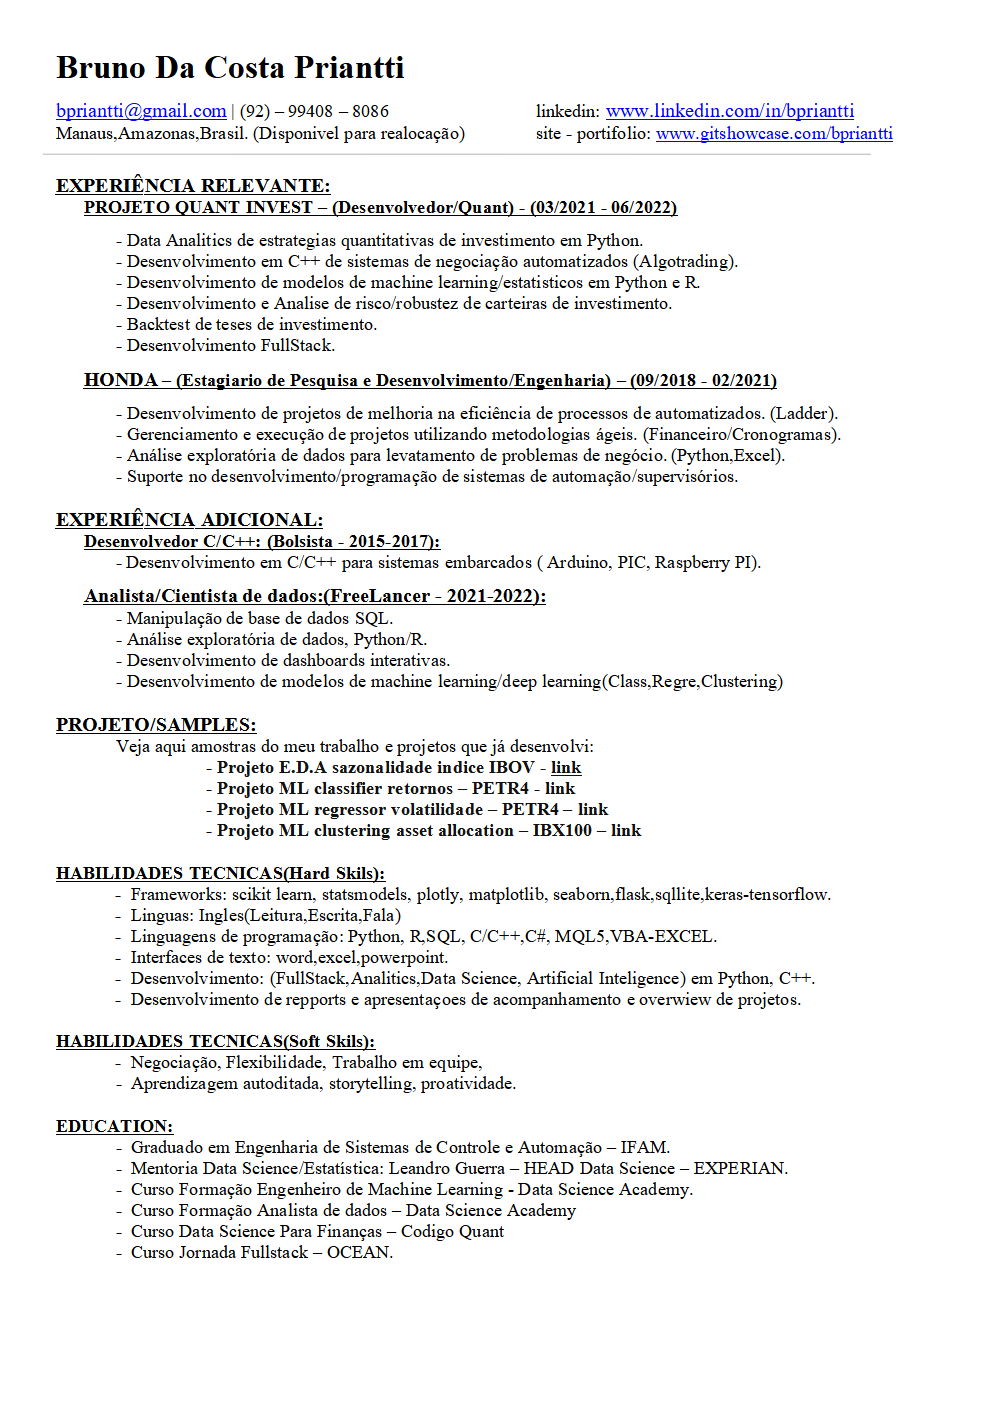 Bruno Da Costa Priantti
bpriantti@gmail.com | (92) – 99408 – 8086
linkedin: www.linkedin.com/in/bpriantti
Manaus,Amazonas,Brasil. (Disponivel para realocação)
site - portifolio: www.gitshowcase.com/bpriantti
EXPERIÊNCIA RELEVANTE:
PROJETO QUANT INVEST – (Desenvolvedor/Quant) - (03/2021 - 06/2022)
- Data Analitics de estrategias quantitativas de investimento em Python.
- Desenvolvimento em C++ de sistemas de negociação automatizados (Algotrading).
- Desenvolvimento de modelos de machine learning/estatisticos em Python e R.
- Desenvolvimento e Analise de risco/robustez de carteiras de investimento.
- Backtest de teses de investimento.
- Desenvolvimento FullStack.
HONDA – (Estagiario de Pesquisa e Desenvolvimento/Engenharia) – (09/2018 - 02/2021)
- Desenvolvimento de projetos de melhoria na eficiência de processos de automatizados. (Ladder).
- Gerenciamento e execução de projetos utilizando metodologias ágeis. (Financeiro/Cronogramas).
- Análise exploratória de dados para levatamento de problemas de negócio. (Python,Excel).
- Suporte no desenvolvimento/programação de sistemas de automação/supervisórios.
EXPERIÊNCIA ADICIONAL:
Desenvolvedor C/C++: (Bolsista - 2015-2017):
- Desenvolvimento em C/C++ para sistemas embarcados ( Arduino, PIC, Raspberry PI).
Analista/Cientista de dados:(FreeLancer - 2021-2022):
- Manipulação de base de dados SQL.
- Análise exploratória de dados, Python/R.
- Desenvolvimento de dashboards interativas.
- Desenvolvimento de modelos de machine learning/deep learning(Class,Regre,Clustering)
PROJETO/SAMPLES:
Veja aqui amostras do meu trabalho e projetos que já desenvolvi:
- Projeto E.D.A sazonalidade indice IBOV - link
- Projeto ML classifier retornos – PETR4 - link
- Projeto ML regressor volatilidade – PETR4 – link
- Projeto ML clustering asset allocation – IBX100 – link
HABILIDADES TECNICAS(Hard Skils):
- Frameworks: scikit learn, statsmodels, plotly, matplotlib, seaborn,flask,sqllite,keras-tensorflow.
- Linguas: Ingles(Leitura,Escrita,Fala)
- Linguagens de programação: Python, R,SQL, C/C++,C#, MQL5,VBA-EXCEL.
- Interfaces de texto: word,excel,powerpoint.
- Desenvolvimento: (FullStack,Analitics,Data Science, Artificial Inteligence) em Python, C++.
- Desenvolvimento de repports e apresentaçoes de acompanhamento e overwiew de projetos.
HABILIDADES TECNICAS(Soft Skils):
- Negociação, Flexibilidade, Trabalho em equipe,
- Aprendizagem autoditada, storytelling, proatividade.
EDUCATION:
- Graduado em Engenharia de Sistemas de Controle e Automação – IFAM.
- Mentoria Data Science/Estatística: Leandro Guerra – HEAD Data Science – EXPERIAN.
- Curso Formação Engenheiro de Machine Learning - Data Science Academy.
- Curso Formação Analista de dados – Data Science Academy
- Curso Data Science Para Finanças – Codigo Quant
- Curso Jornada Fullstack – OCEAN.